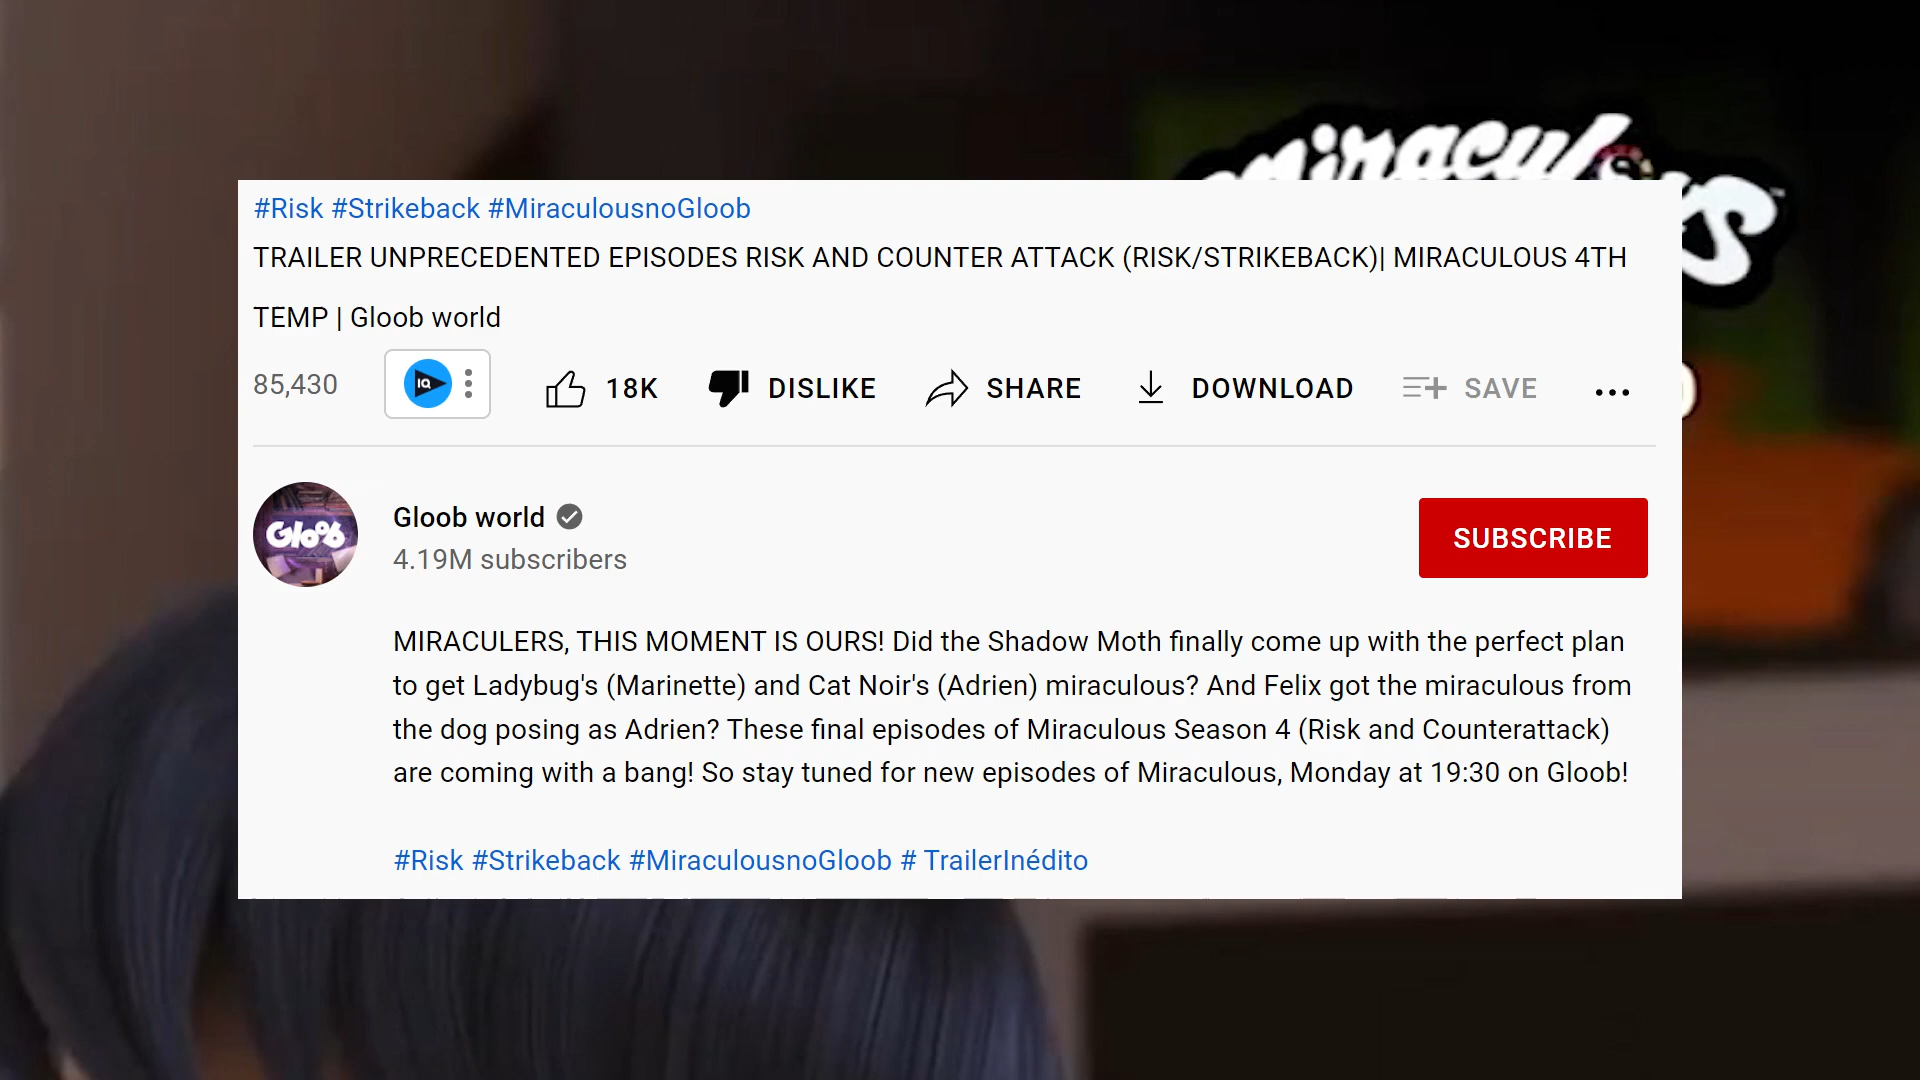 Miraculous
#Risk #Strikeback #MiraculousnoGloob
TRAILER UNPRECEDENTED EPISODES RISK AND COUNTER ATTACK (RISK/STRIKEBACK)| MIRACULOUS 4TH
TEMP | Gloob world
85,430 IQ 18K DISLIKE SHARE DOWNLOAD SAVE
Gloob
Gloob world
4.19M subscribers
SUBSCRIBE
MIRACULERS, THIS MOMENT IS OURS! Did the Shadow Moth finally come up with the perfect plan
to get Ladybug's (Marinette) and Cat Noir's (Adrien) miraculous? And Felix got the miraculous from
the dog posing as Adrien? These final episodes of Miraculous Season 4 (Risk and Counterattack)
are coming with a bang! So stay tuned for new episodes of Miraculous, Monday at 19:30 on Gloob!
#Risk #Strikeback #MiraculousnoGloob # TrailerInédito